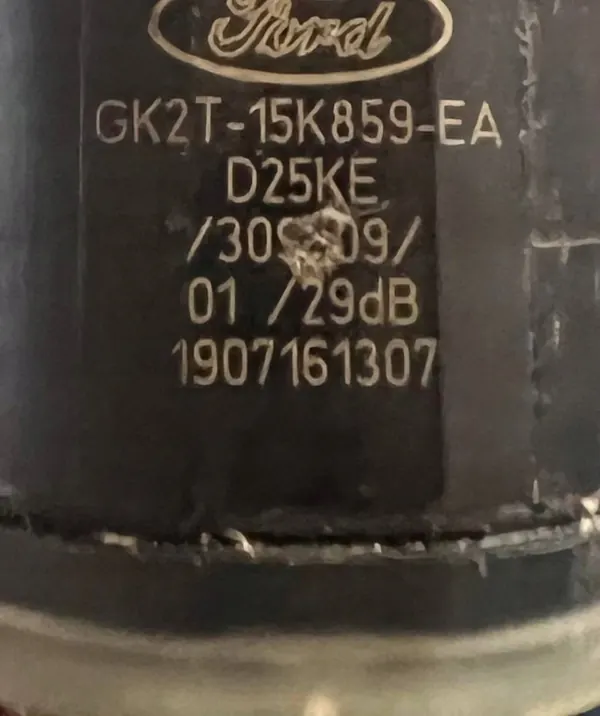 Ford
GK2T-15K859-EA
D25KE
01 /29dB
1907161307